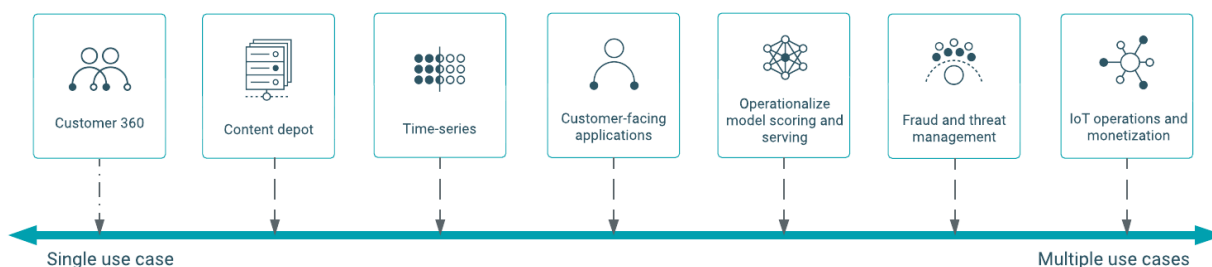 Customer 360
Content depot
Time-series
Customer-facing
applications
Operationalize
model scoring and
serving
Fraud and threat
management
IoT operations and
monetization
Single use case
Multiple use cases